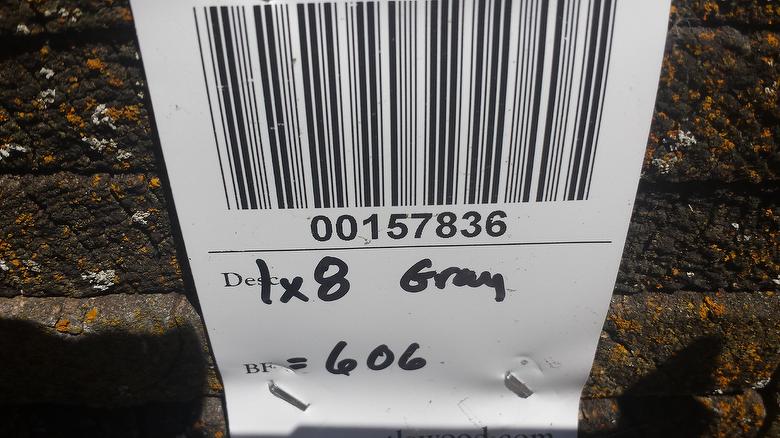 00157836
Desc 1x8 Gray
BF = 606